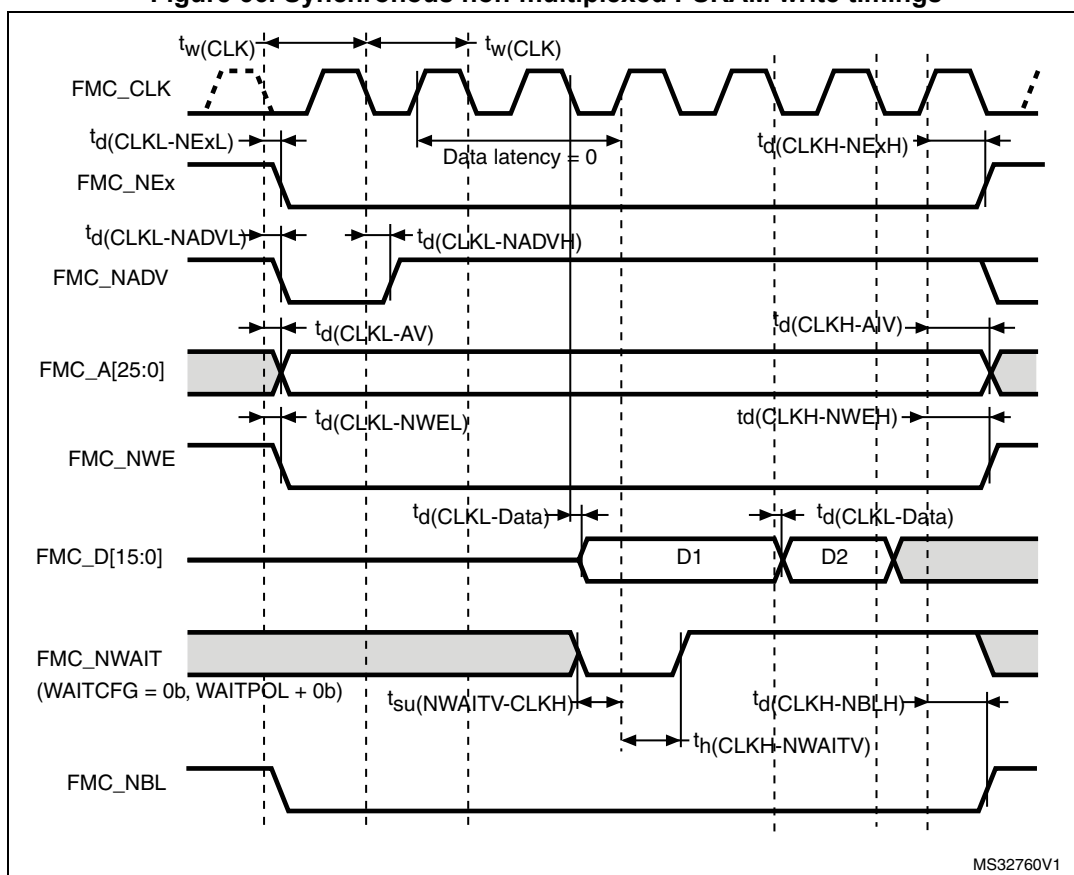 tw(CLK) tw(CLK)
FMC_CLK
td(CLKL-NExL) Data latency = 0 td(CLKH-NExH)
FMC_NEx
td(CLKL-NADVL) td(CLKL-NADVH)
FMC_NADV
td(CLKL-AV) td(CLKH-AIV)
FMC_A[25:0]
td(CLKL-NWEL) td(CLKH-NWEH)
FMC_NWE
td(CLKL-Data) td(CLKL-Data)
FMC_D[15:0] D1 D2
FMC_NWAIT
(WAITCFG = 0b, WAITPOL + 0b)
tsu(NWAITV-CLKH) td(CLKH-NBLH)
th(CLKH-NWAITV)
FMC_NBL
MS32760V1